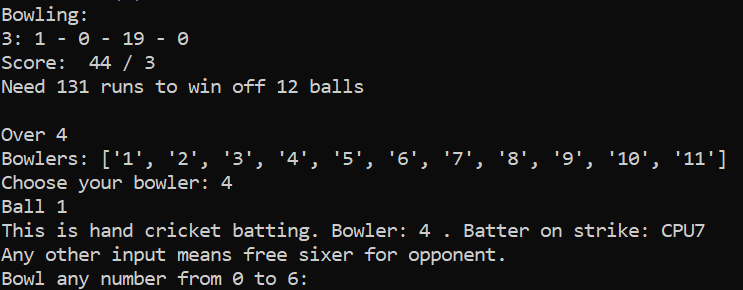 Bowling:
3: 1 - 0 - 19 - 0
Score:  44 / 3
Need 131 runs to win off 12 balls
Over 4
Bowlers: ['1', '2', '3', '4', '5', '6', '7', '8', '9', '10', '11']
Choose your bowler: 4
Ball 1
This is hand cricket batting. Bowler: 4 . Batter on strike: CPU7
Any other input means free sixer for opponent.
Bowl any number from 0 to 6: